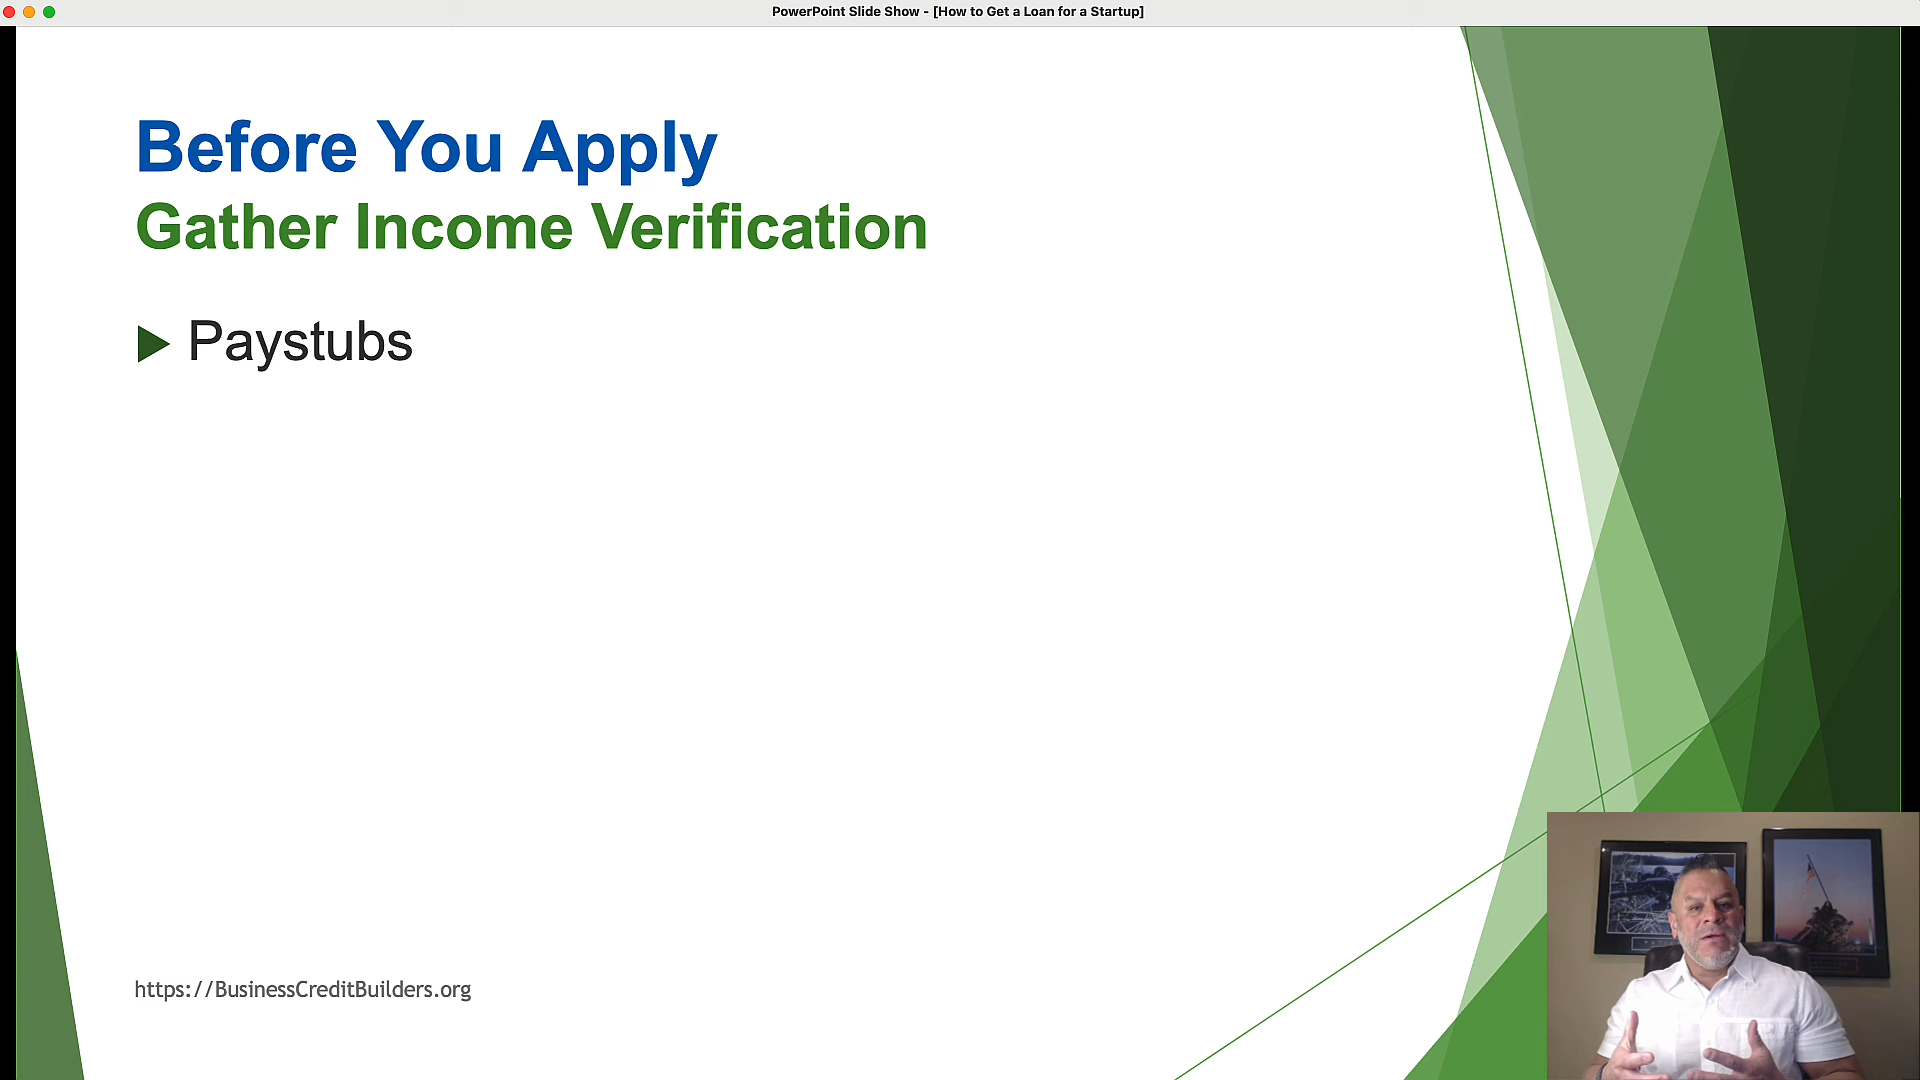 PowerPoint Slide Show - [How to Get a Loan for a Startup]
Before You Apply
Gather Income Verification
Paystubs
https://BusinessCreditBuilders.org